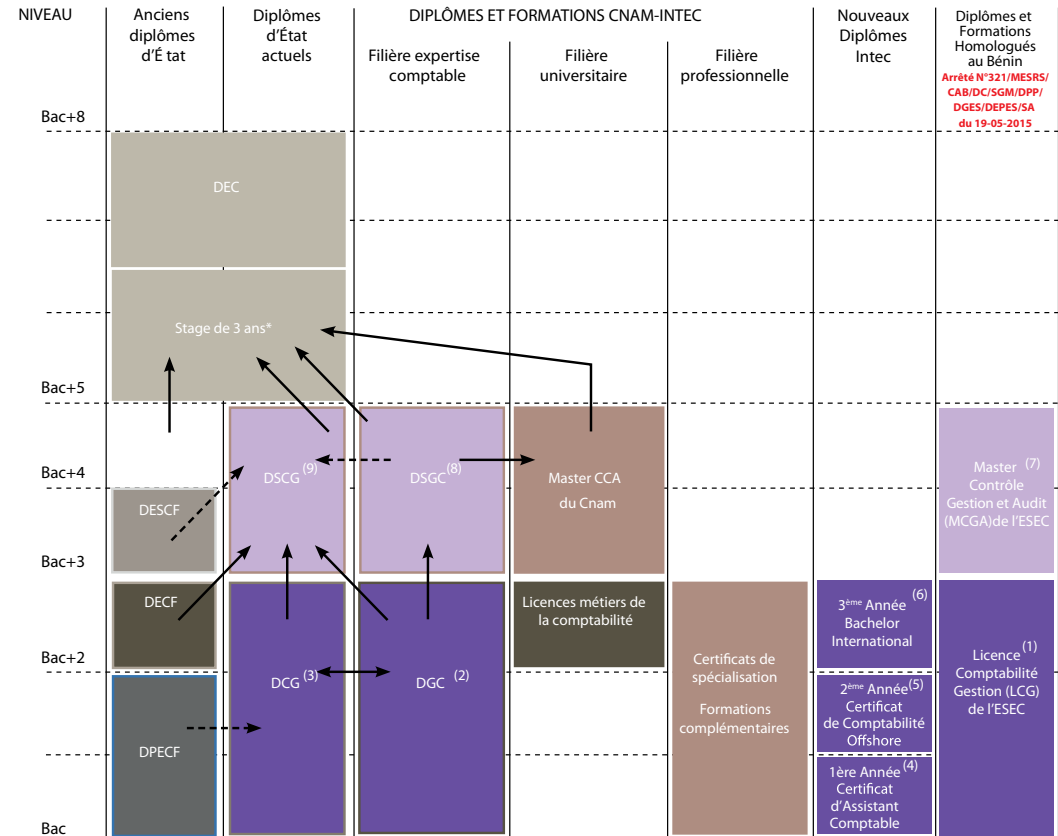 NIVEAU
Anciens
diplômes
d'É tat
Diplômes
d'État
actuels
DIPLÔMES ET FORMATIONS CNAM-INTEC
Filière expertise
comptable
Filière
universitaire
Filière
professionnelle
Nouveaux
Diplômes
Intec
Diplômes et
Formations
Homologués
au Bénin
Arrêté N°321/MESRS/
CAB/DC/SGM/DPP/
DGES/DEPES/SA
du 19-05-2015
Bac+8
DEC
Stage de 3 ans*
Bac+5
Bac+4
DSCG (9)
DSGC (8)
Master CCA
du Cnam
Master (7)
Contrôle
Gestion et Audit
(MCGA)de l'ESEC
DESCF
Bac+3
DECF
Licences métiers de
la comptabilité
3ème Année (6)
Bachelor
International
Bac+2
DCG (3)
DGC (2)
Certificats de
spécialisation
Formations
complémentaires
Licence (1)
Comptabilité
Gestion (LCG)
de l'ESEC
2ème Année (5)
Certificat
de Comptabilité
Offshore
DPECF
1ère Année (4)
Certificat
d'Assistant
Comptable
Bac